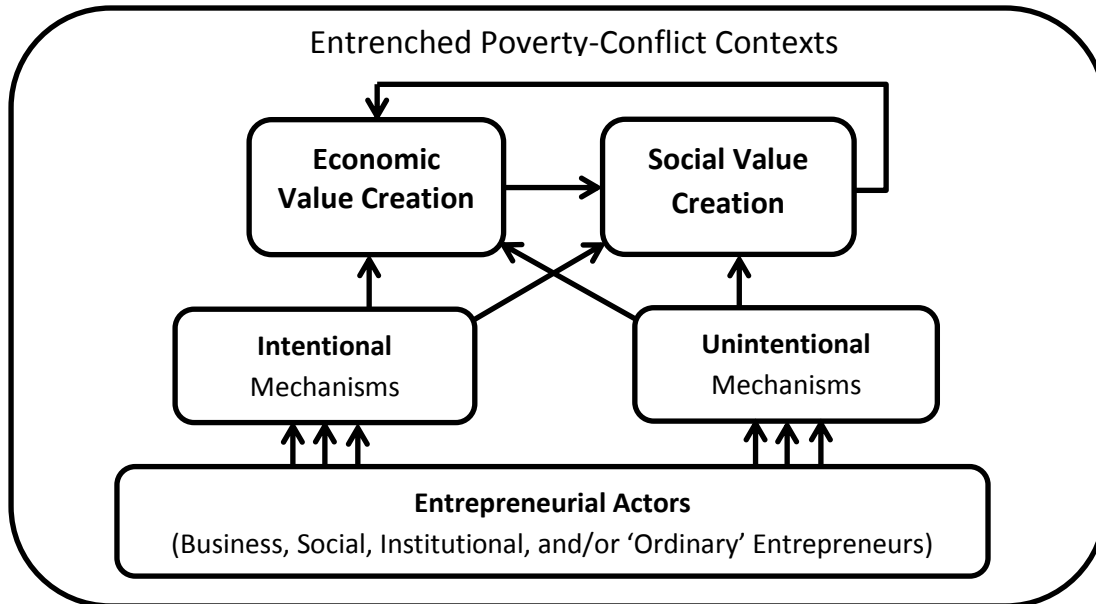 Entrenched Poverty-Conflict Contexts
Economic
Value Creation
Social Value
Creation
Intentional
Mechanisms
Unintentional
Mechanisms
Entrepreneurial Actors
(Business, Social, Institutional, and/or ‘Ordinary’ Entrepreneurs)